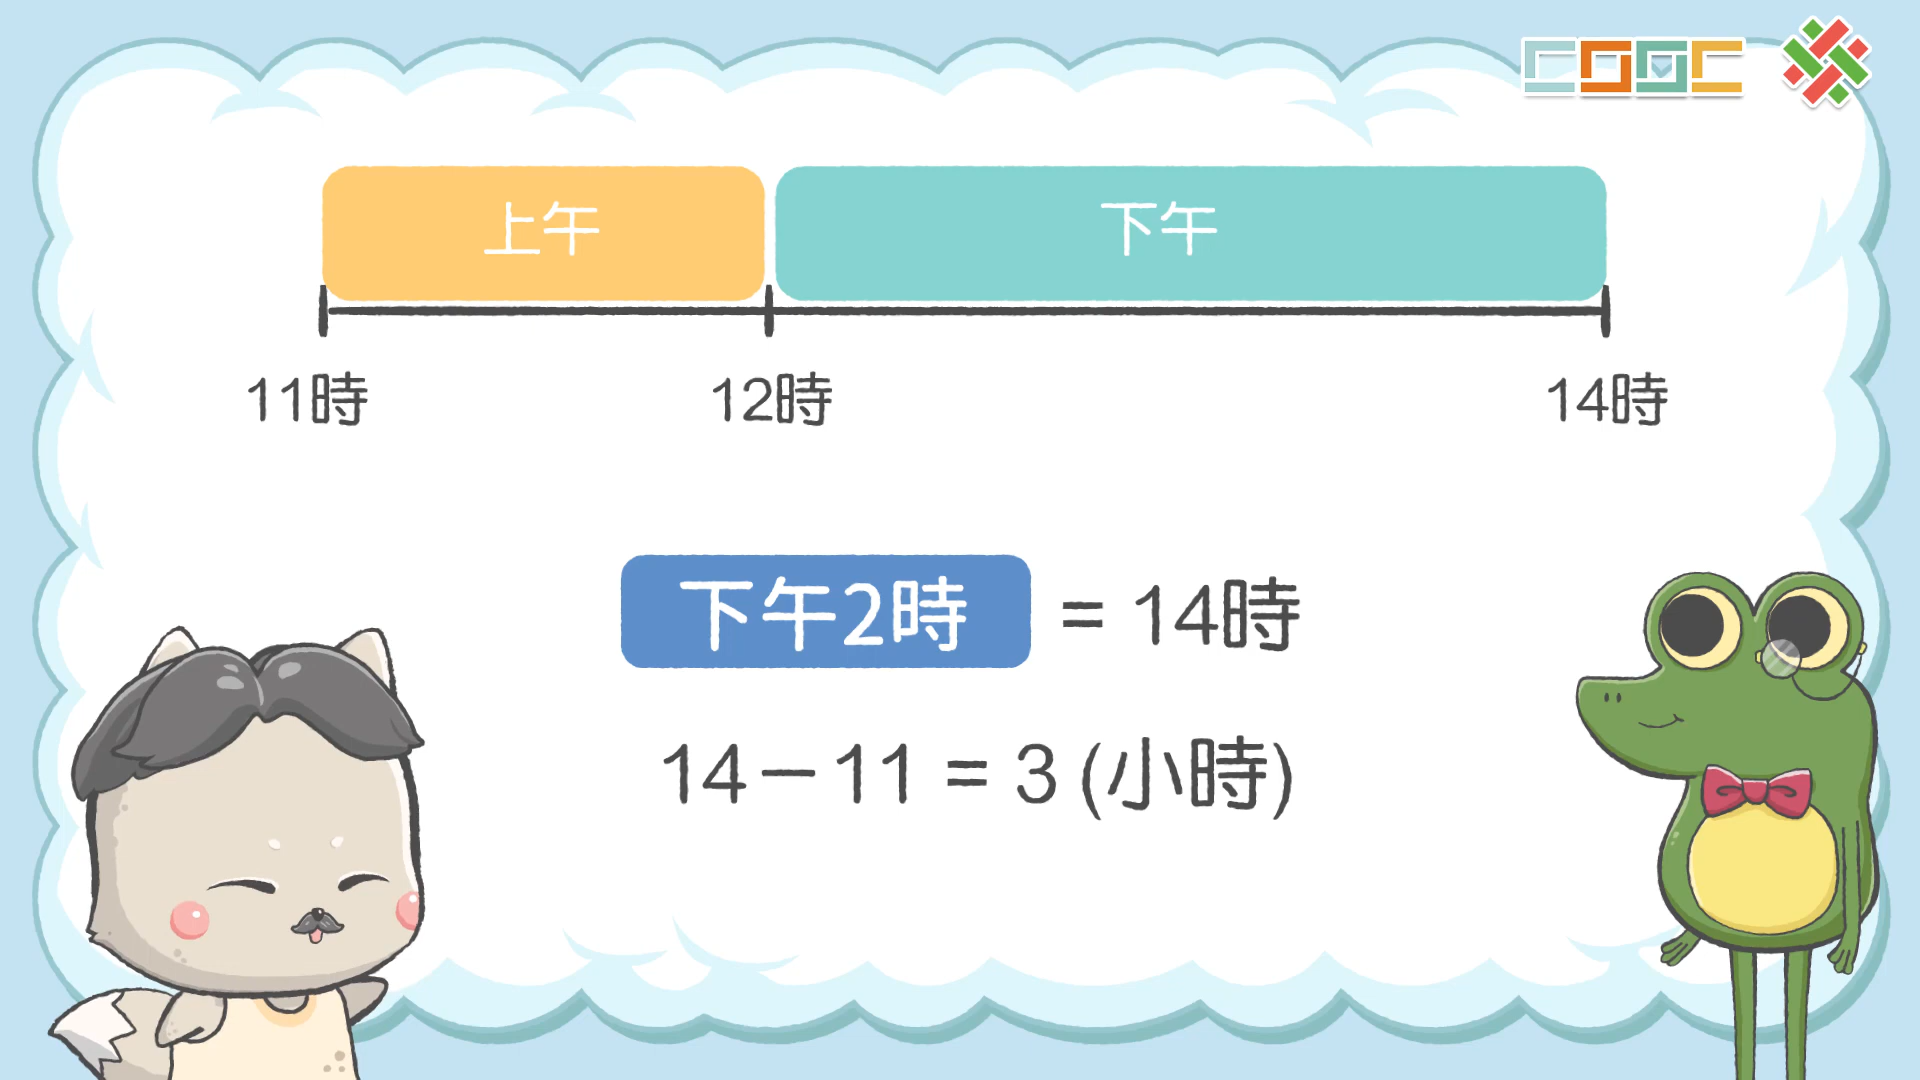 COOC
上午 下午
11時 12時 14時
下午2時 = 14時
14－11 = 3 (小時)